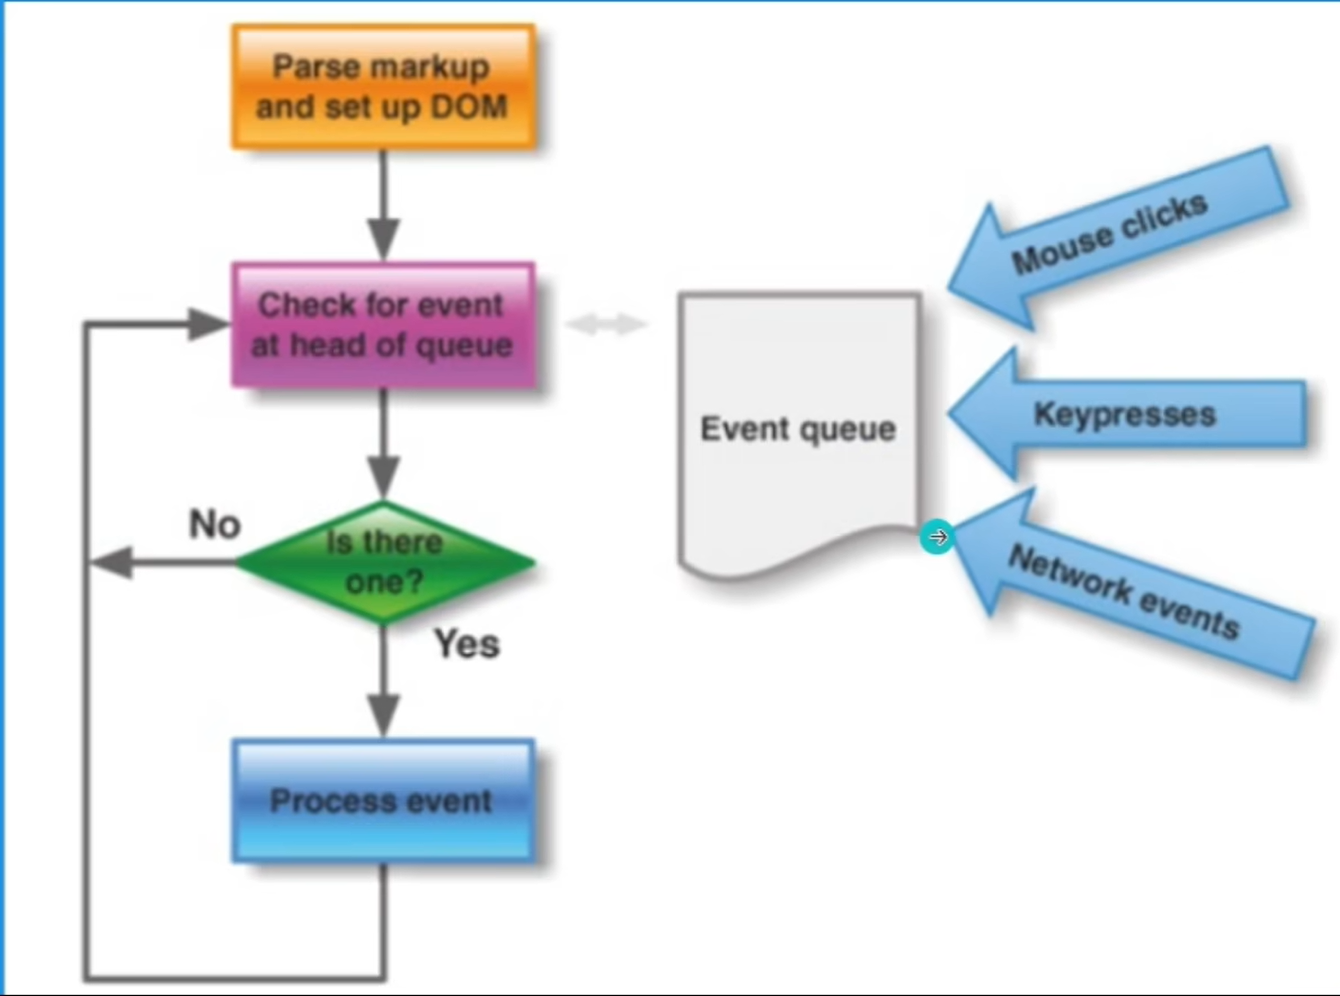 Parse markup
and set up DOM
Check for event
at head of queue
Is there
one?
No
Yes
Process event
Event queue
Mouse clicks
Keypresses
Network events